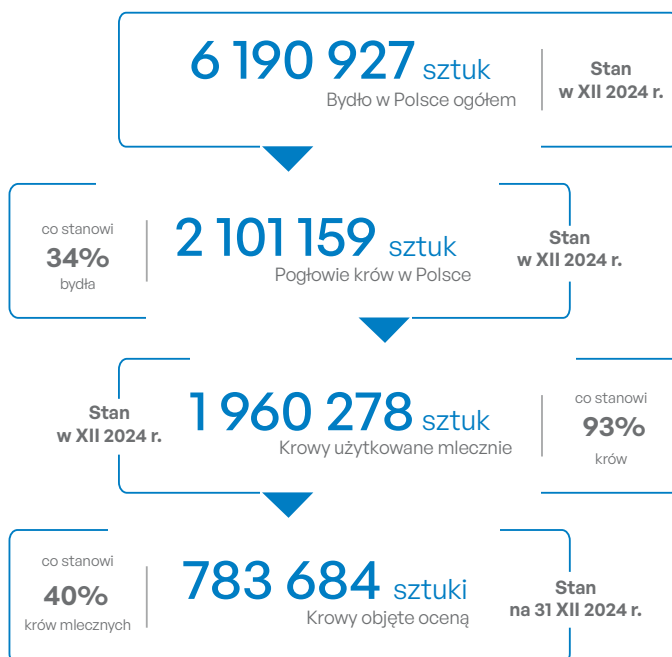 6 190 927 sztuk
Bydło w Polsce ogółem
Stan
w XII 2024 r.
co stanowi
34%
bydła
2 101 159 sztuk
Pogłowie krów w Polsce
Stan
w XII 2024 r.
Stan
w XII 2024 r.
1 960 278 sztuk
Krowy użytkowane mlecznie
co stanowi
93%
krów
co stanowi
40%
krów mlecznych
783 684 sztuki
Krowy objęte oceną
Stan
na 31 XII 2024 r.